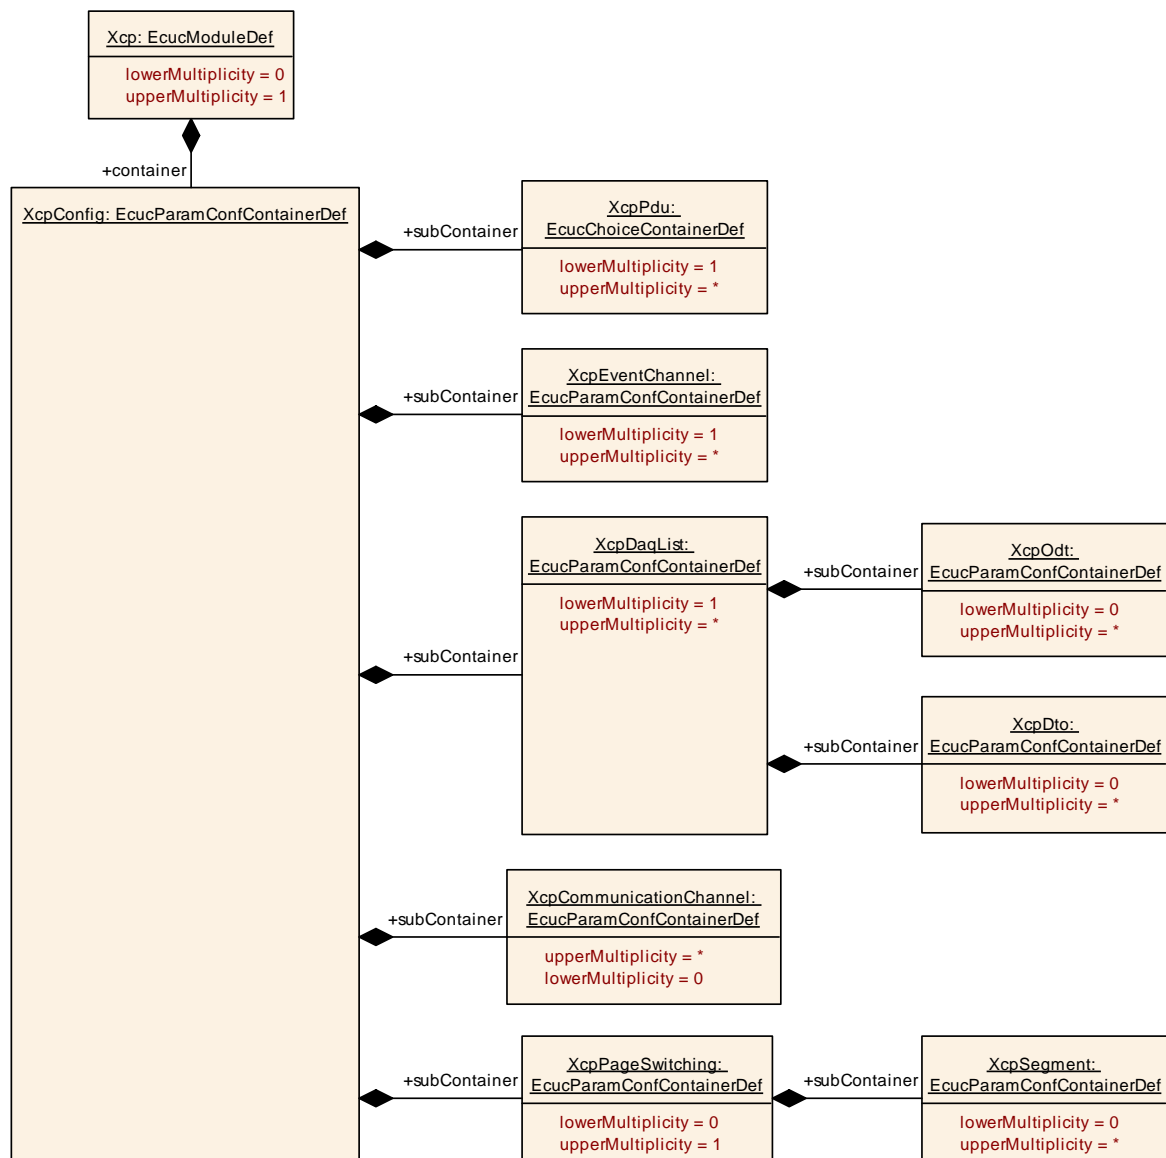 Xcp: EcucModuleDef
lowerMultiplicity = 0
upperMultiplicity = 1
+container
XcpConfig: EcucParamConfContainerDef
+subContainer
XcpPdu:
EcucChoiceContainerDef
lowerMultiplicity = 1
upperMultiplicity = *
+subContainer
XcpEventChannel:
EcucParamConfContainerDef
lowerMultiplicity = 1
upperMultiplicity = *
+subContainer
XcpDaqList:
EcucParamConfContainerDef
lowerMultiplicity = 1
upperMultiplicity = *
+subContainer
XcpOdt:
EcucParamConfContainerDef
lowerMultiplicity = 0
upperMultiplicity = *
+subContainer
XcpDto:
EcucParamConfContainerDef
lowerMultiplicity = 0
upperMultiplicity = *
+subContainer
XcpCommunicationChannel:
EcucParamConfContainerDef
upperMultiplicity = *
lowerMultiplicity = 0
+subContainer
XcpPageSwitching:
EcucParamConfContainerDef
lowerMultiplicity = 0
upperMultiplicity = 1
+subContainer
XcpSegment:
EcucParamConfContainerDef
lowerMultiplicity = 0
upperMultiplicity = *